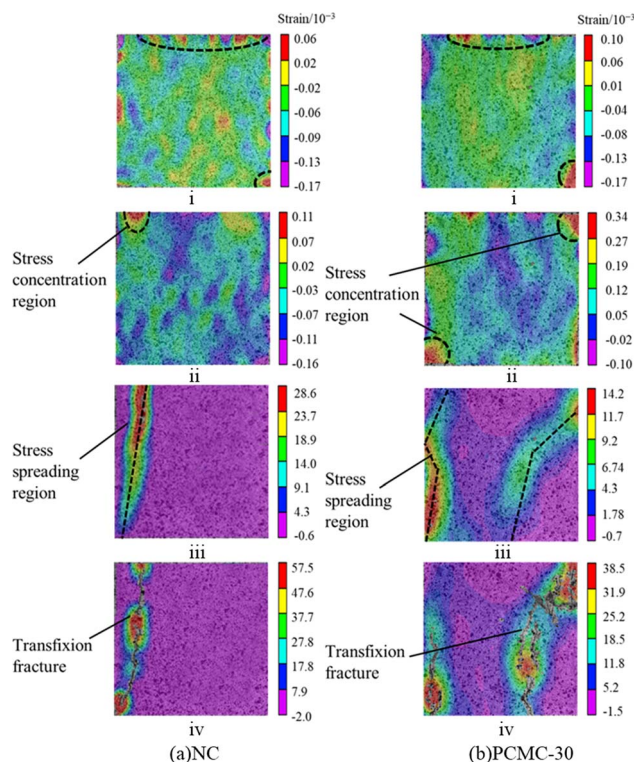 Strain/10⁻³
0.06
0.02
0.02
-0.06
-0.09
-0.13
-0.17
i
Strain/10⁻³
0.10
0.06
0.01
-0.04
-0.08
-0.13
-0.17
i
Stress
concentration
region
0.11
0.07
0.02
-0.03
-0.07
-0.11
-0.16
ii
Stress
concentration
region
0.34
0.27
0.19
0.12
0.05
-0.02
-0.10
ii
Stress
spreading
region
28.6
23.7
18.9
14.0
9.1
4.3
-0.6
iii
Stress
spreading
region
14.2
11.7
9.2
6.74
4.3
1.78
-0.7
iii
Transfixion
fracture
57.5
47.6
37.7
27.8
17.8
7.9
-2.0
iv
Transfixion
fracture
38.5
31.9
25.2
18.5
11.8
5.2
-1.5
iv
(a)NC
(b)PCMC-30